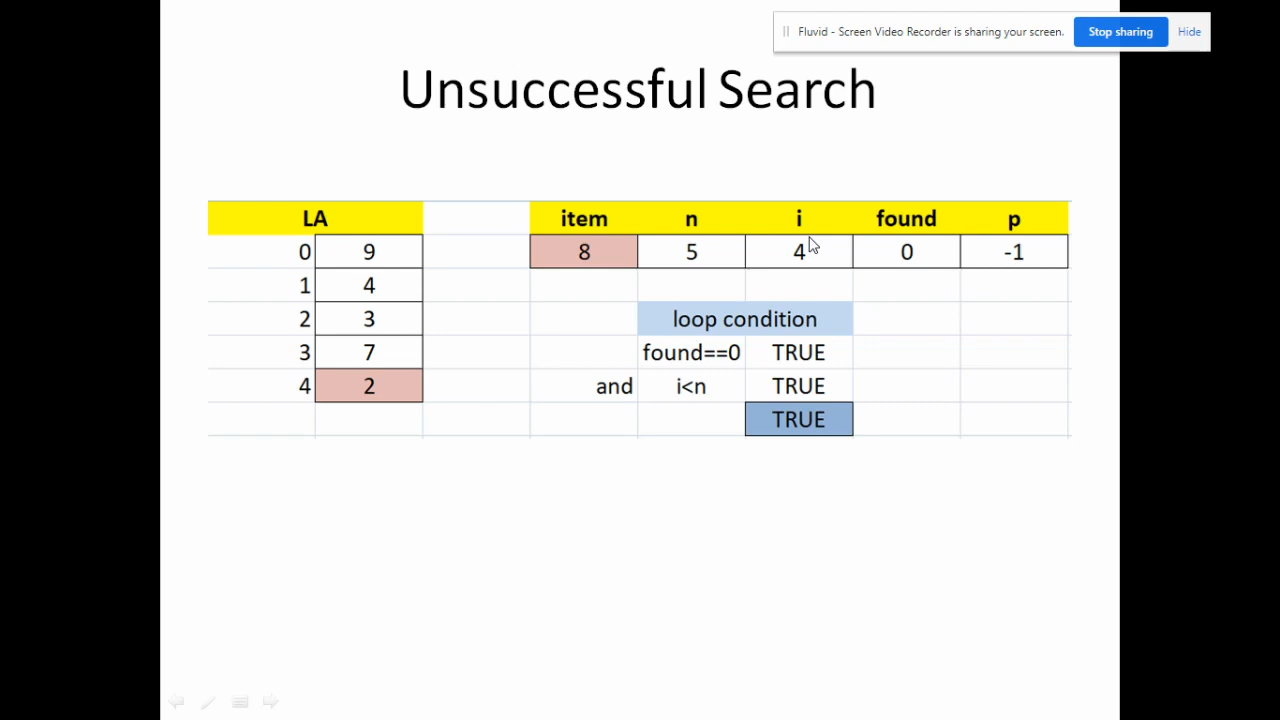 Fluvid - Screen Video Recorder is sharing your screen. Stop sharing Hide
Unsuccessful Search
LA item n i found p
0 9 8 5 4 0 -1
1 4
2 3 loop condition
3 7 found==0 TRUE
4 2 and i<n TRUE
TRUE